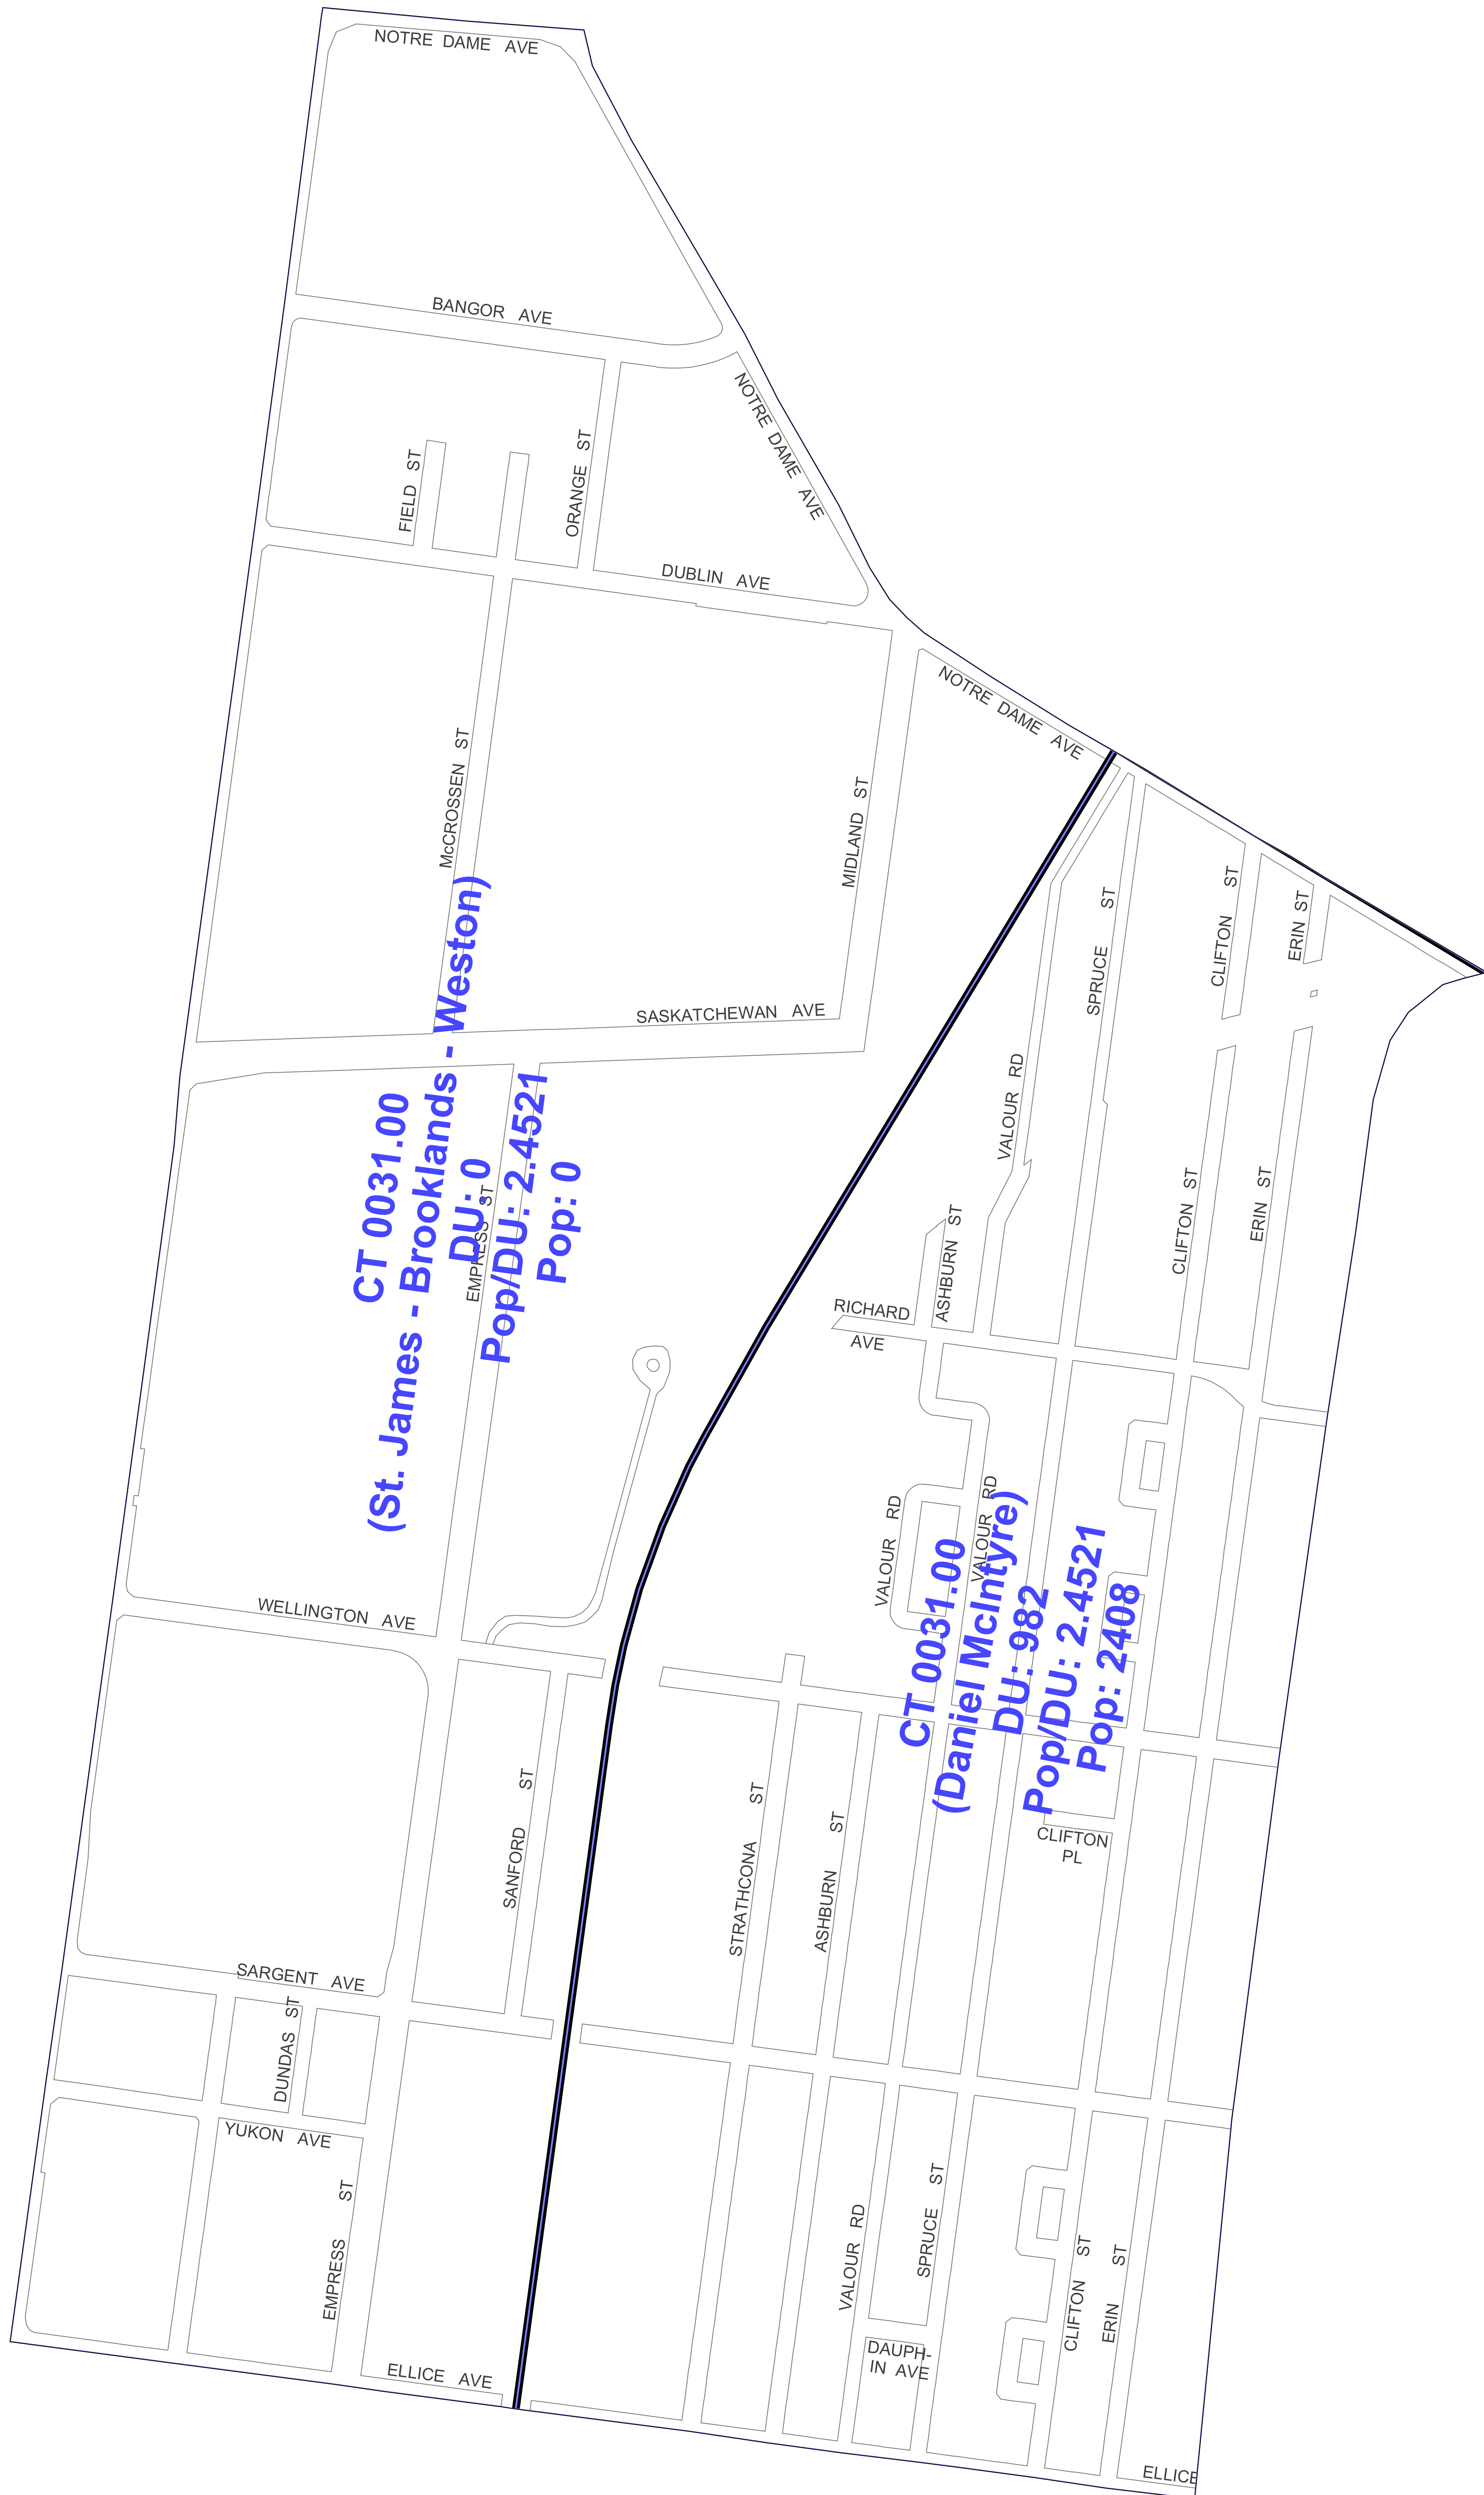 NOTRE DAME AVE
BANGOR AVE
NOTRE DAME AVE
FIELD ST
ORANGE ST
DUBLIN AVE
NOTRE DAME AVE
McCROSSEN ST
MIDLAND ST
SPRUCE ST
CLIFTON ST
ERIN ST
SASKATCHEWAN AVE
VALOUR RD
CT 0031.00
(St. James - Brooklands - Weston)
DU: 0
Pop/DU: 2.4521
Pop: 0
EMPRESS ST
ASHBURN ST
CLIFTON ST
ERIN ST
RICHARD
AVE
VALOUR RD
VALOUR RD
WELLINGTON AVE
CT 0031.00
(Daniel McIntyre)
DU: 982
Pop/DU: 2.4521
Pop: 2408
SANFORD ST
STRATHCONA ST
ASHBURN ST
CLIFTON
PL
SARGENT AVE
DUNDAS ST
YUKON AVE
EMPRESS ST
VALOUR RD
SPRUCE ST
CLIFTON ST
ERIN ST
DAUPH-
IN AVE
ELLICE AVE
ELLICE